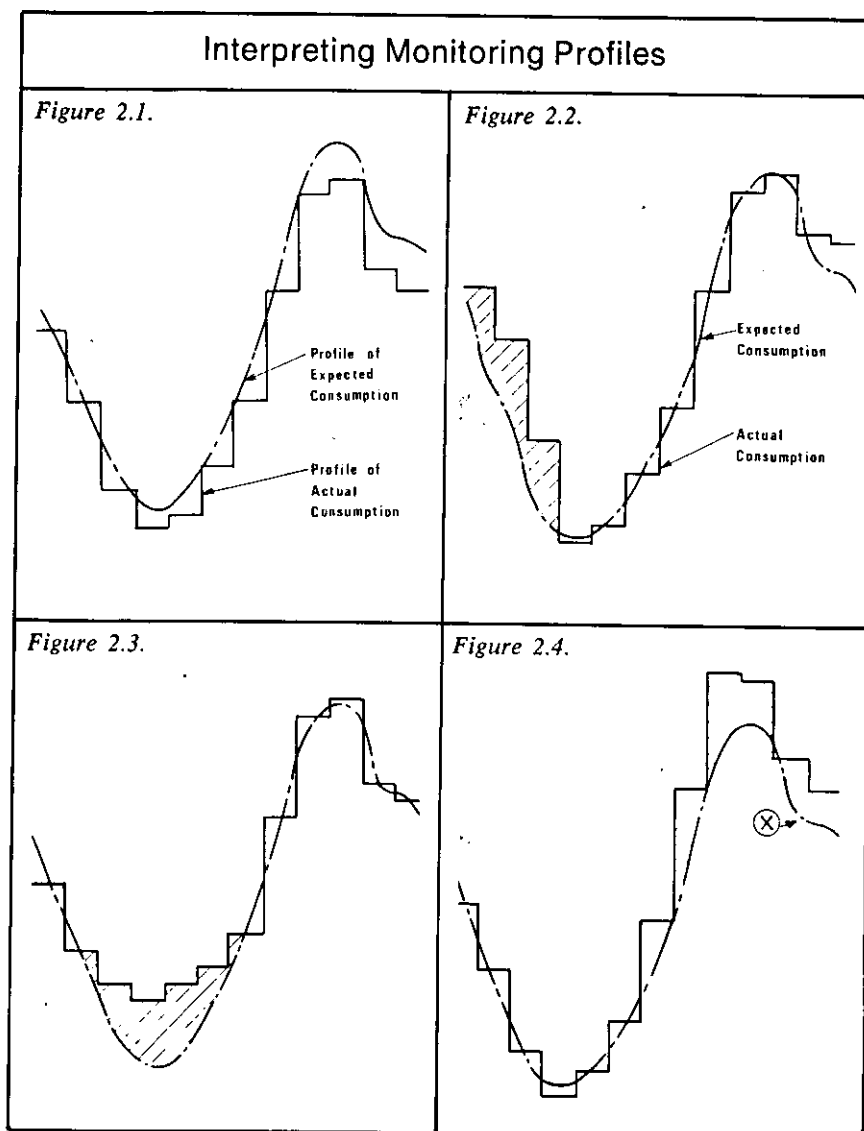 Interpreting Monitoring Profiles
Figure 2.1.
Profile of
Expected
Consumption
Profile of
Actual
Consumption
Figure 2.2.
Expected
Consumption
Actual
Consumption
Figure 2.3.
Figure 2.4.
X